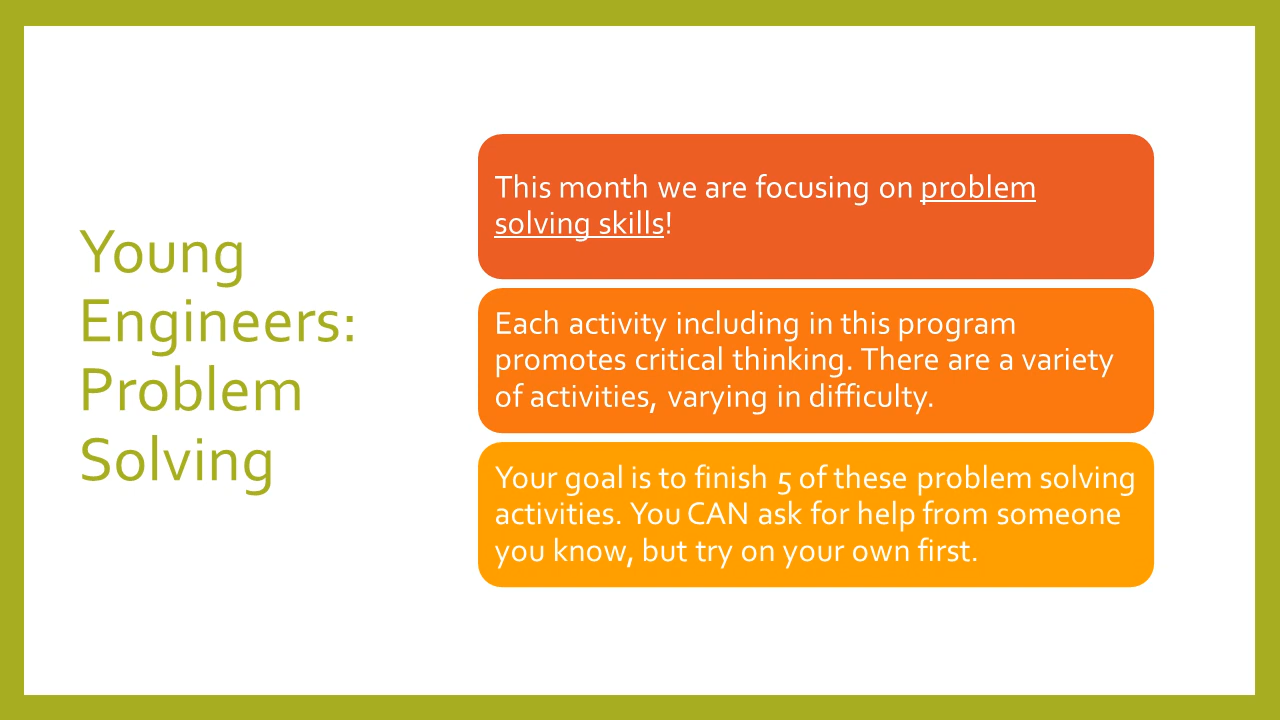 Young
Engineers:
Problem
Solving
This month we are focusing on problem
solving skills!
Each activity including in this program
promotes critical thinking. There are a variety
of activities, varying in difficulty.
Your goal is to finish 5 of these problem solving
activities. You CAN ask for help from someone
you know, but try on your own first.